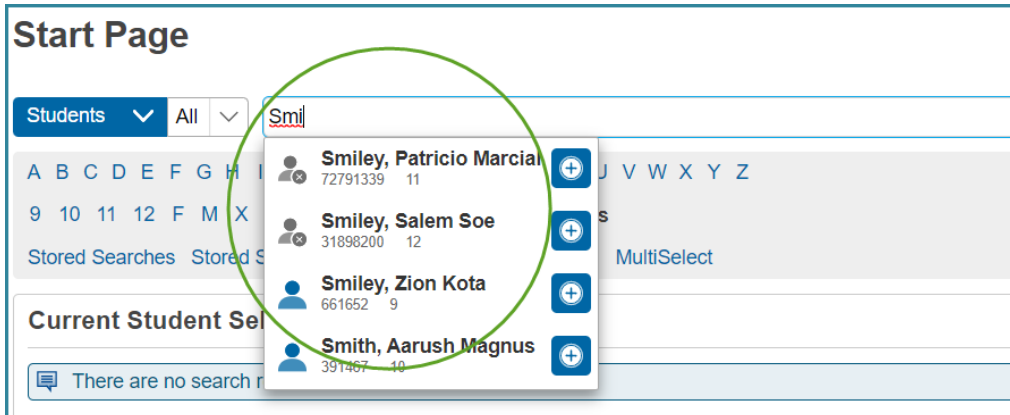 Start Page
Students All Smi
Smiley, Patricio Marcial
72791339 11
Smiley, Salem Soe
31898200 12
Smiley, Zion Kota
661652 9
Smith, Aarush Magnus
391467 10
A B C D E F G H I U V W X Y Z
9 10 11 12 F M X s
Stored Searches Stored S MultiSelect
Current Student Sel
There are no search r